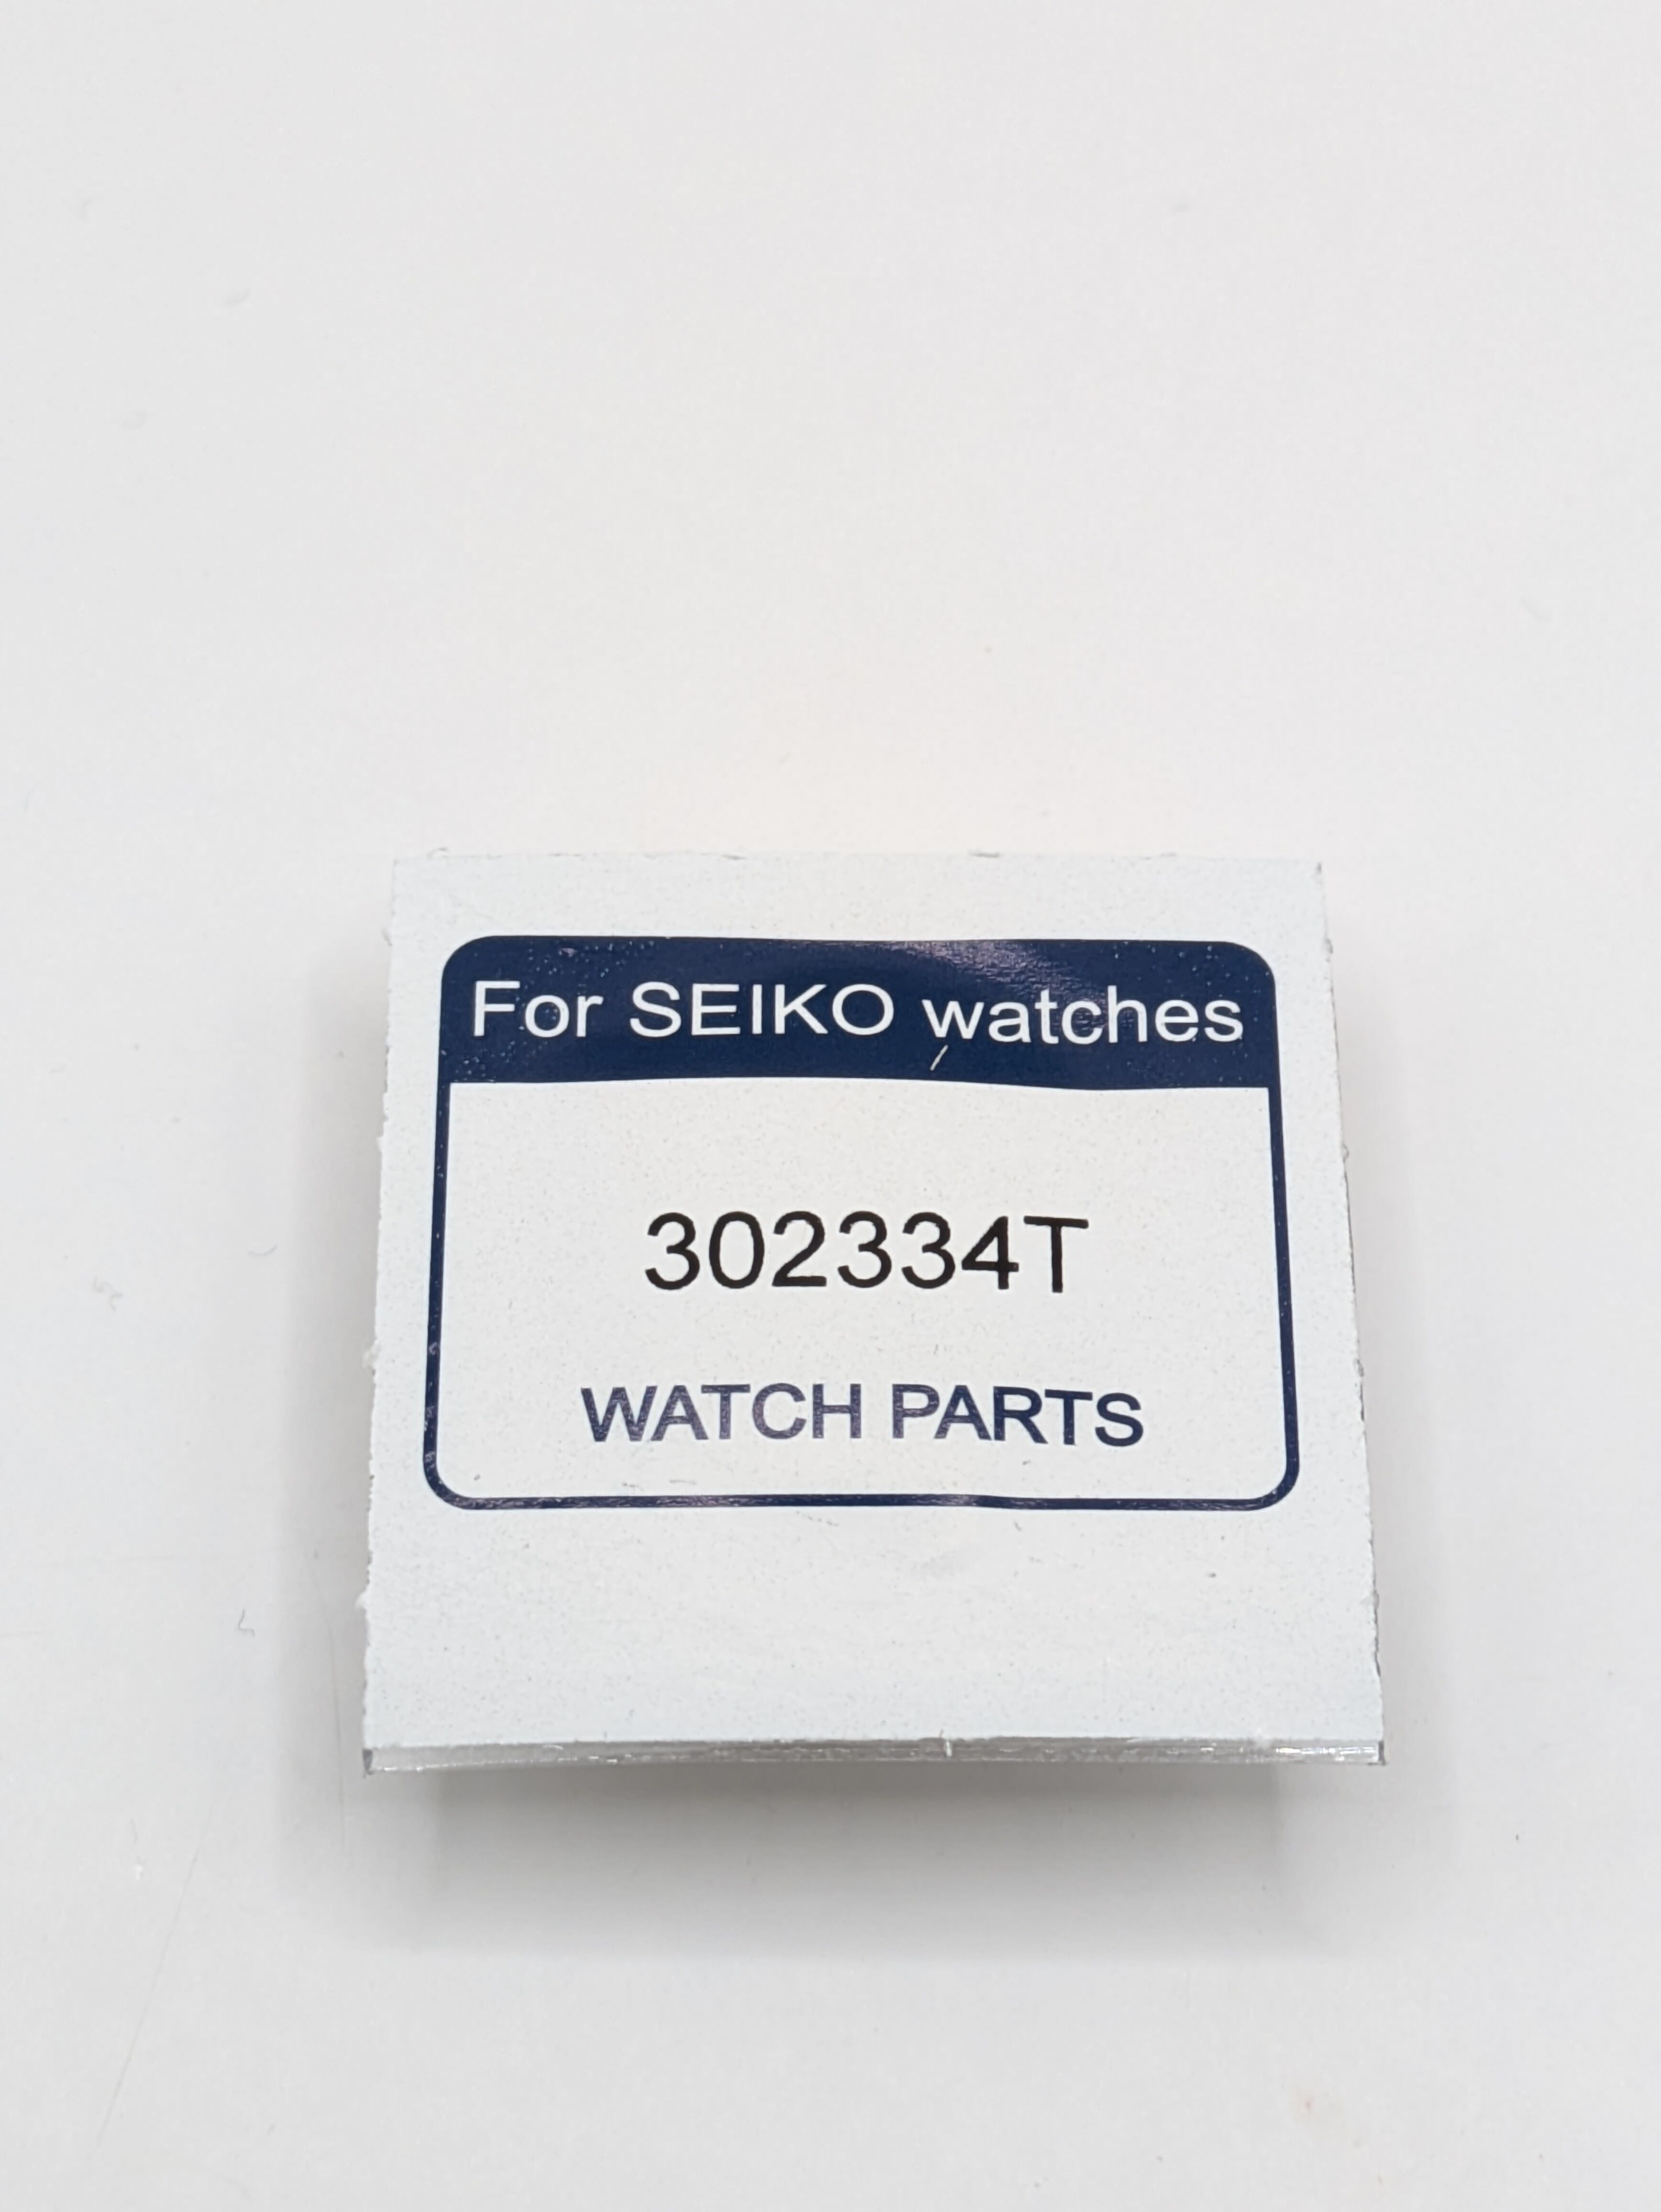 For SEIKO watches
302334T
WATCH PARTS